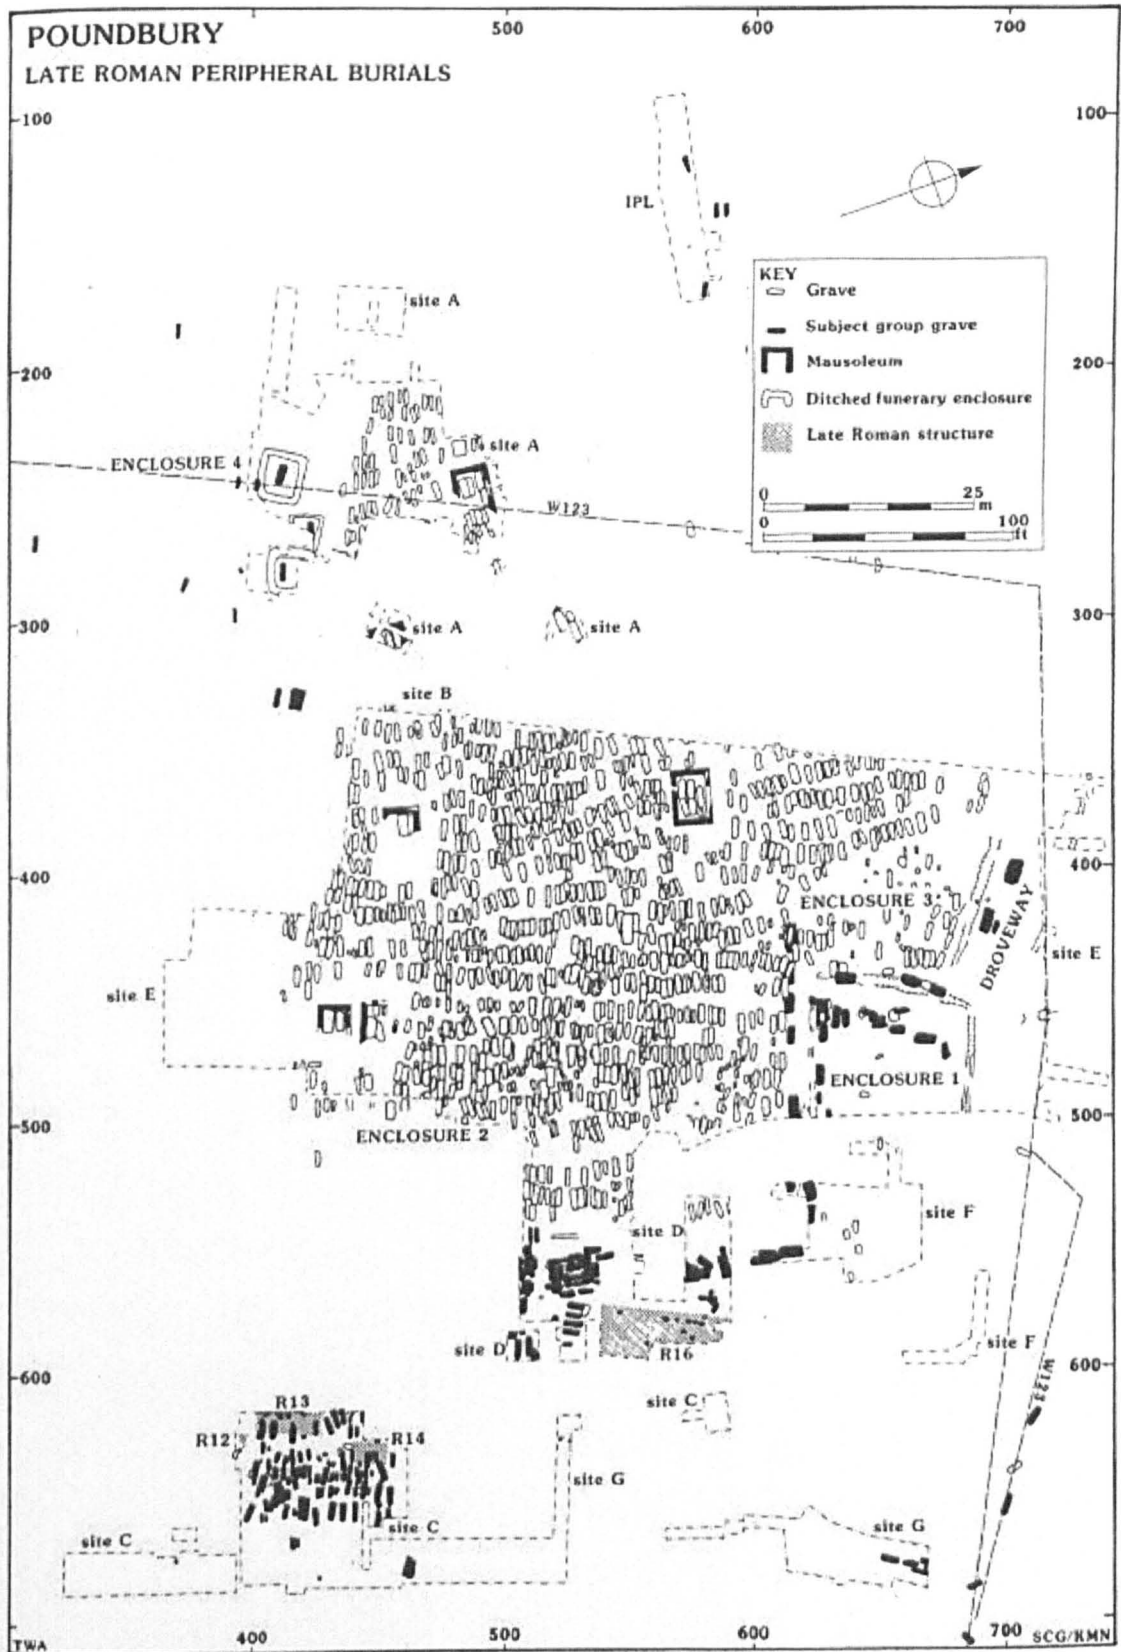 POUNDBURY
LATE ROMAN PERIPHERAL BURIALS
500
600
700
100
100
IPL
KEY
Grave
Subject group grave
Mausoleum
Ditched funerary enclosure
Late Roman structure
0
25
m
0
100
ft
site A
200
200
site A
ENCLOSURE 4
W123
300
300
site A
site A
site B
400
400
ENCLOSURE 3
DROVEWAY
site E
site E
ENCLOSURE 1
500
500
ENCLOSURE 2
site D
site F
site D
R16
site F
600
600
W123
site C
R13
R12
R14
site G
site C
site C
site G
TWA
400
500
600
700
SCG/KMN